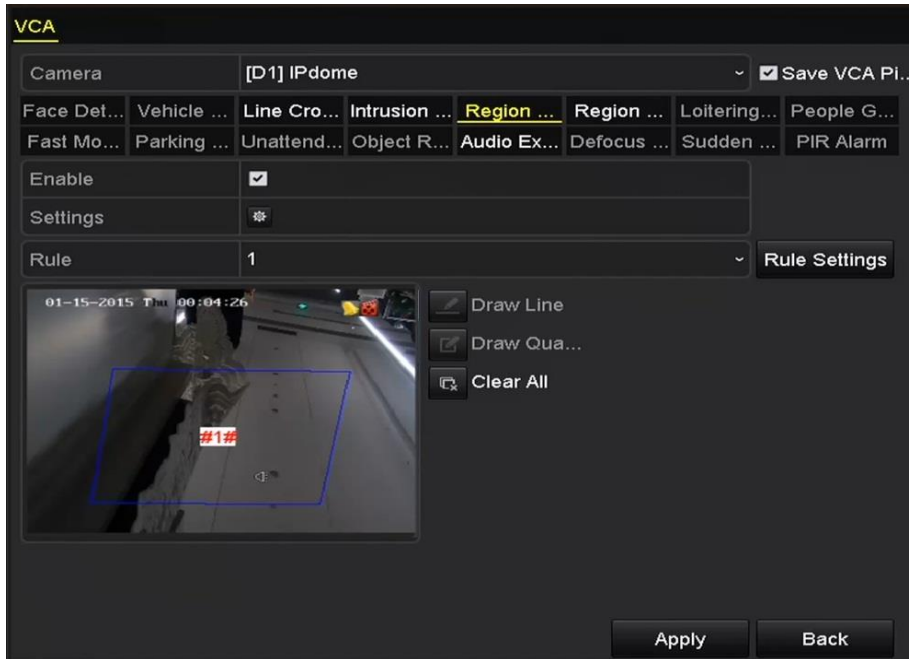 VCA
Camera [D1] IPdome Save VCA Pi..
Face Det... Vehicle ... Line Cro... Intrusion ... Region ... Region ... Loitering... People G...
Fast Mo... Parking ... Unattend... Object R... Audio Ex... Defocus ... Sudden ... PIR Alarm
Enable
Settings
Rule 1 Rule Settings
01-15-2015 Thu 00:04:26
Draw Line
Draw Qua...
Clear All
#1#
Apply Back